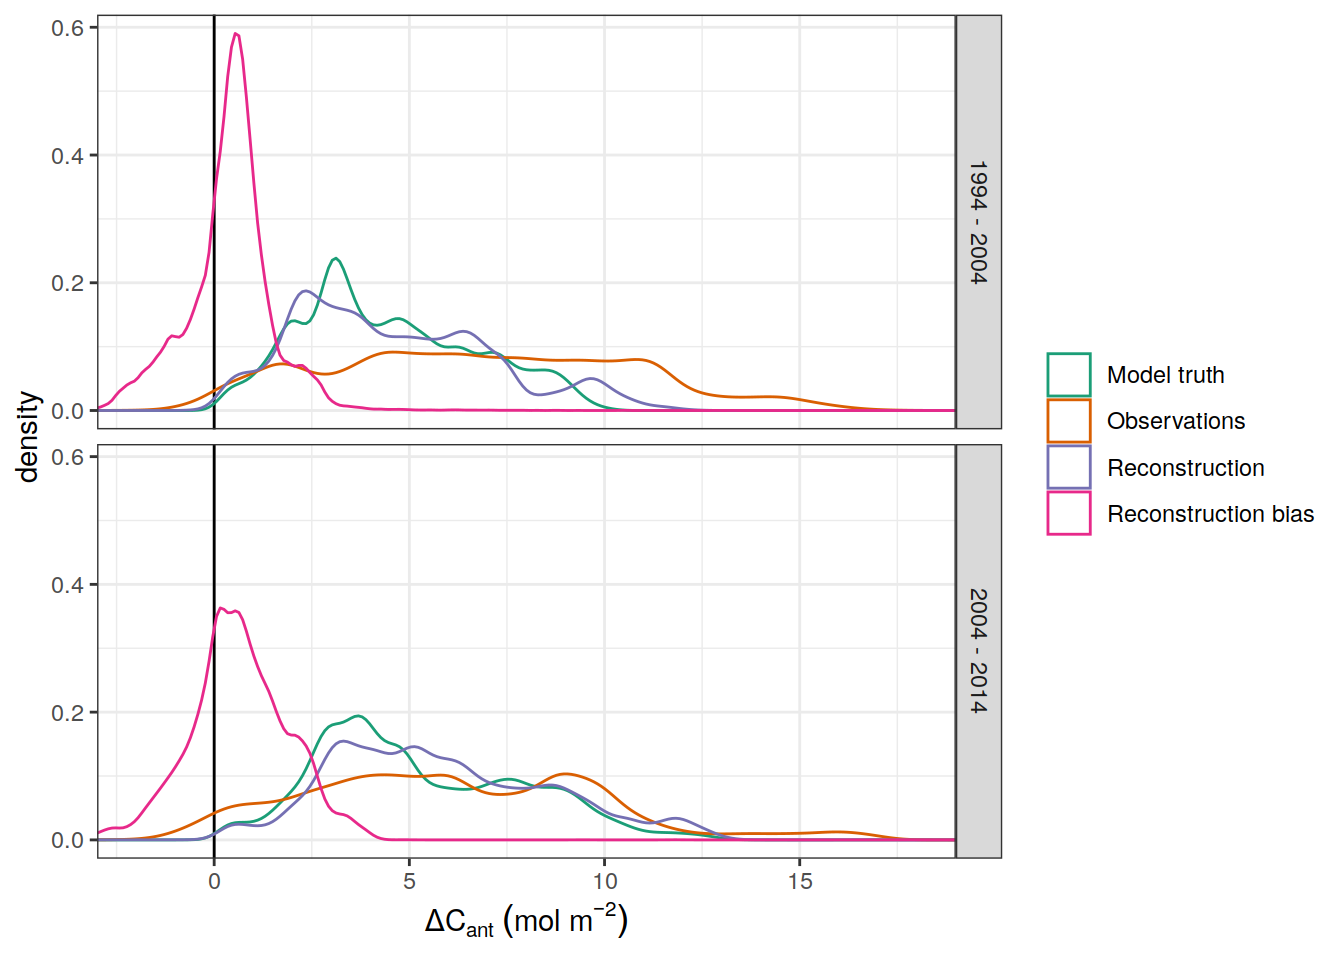 0.6
0.4
0.2
0.0
1994 - 2004
0.6
0.4
0.2
0.0
2004 - 2014
density
0 5 10 15
ΔCant (mol m−2)
Model truth
Observations
Reconstruction
Reconstruction bias